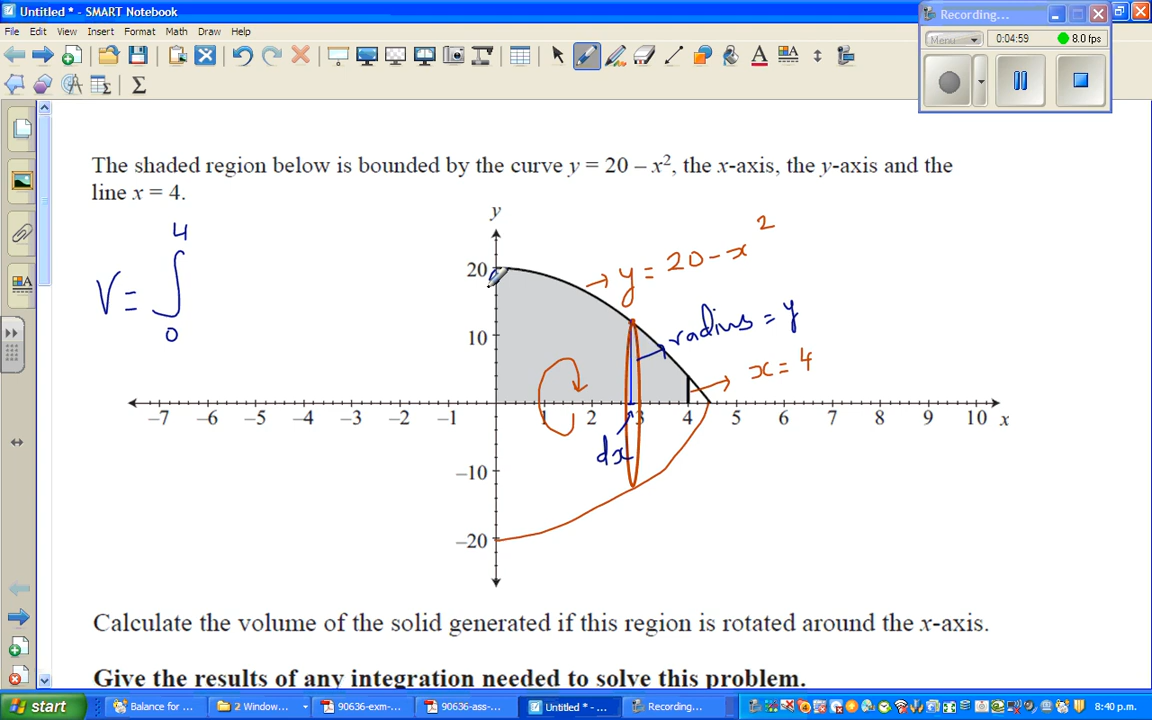 Untitled * - SMART Notebook
File Edit View Insert Format Math Draw Help
Recording...
Menu 0:04:59 8.0 fps
The shaded region below is bounded by the curve y = 20 – x², the x-axis, the y-axis and the
line x = 4.
V = ∫
4
0
y
20
10
–10
–20
→ y = 20 - x²
radius = y
x = 4
dx
–7 –6 –5 –4 –3 –2 –1 1 2 3 4 5 6 7 8 9 10 x
Calculate the volume of the solid generated if this region is rotated around the x-axis.
Give the results of any integration needed to solve this problem.
start Balance for ... 2 Window... 90636-exm-... 90636-ass-... Untitled * - ... Recording... 8:40 p.m.